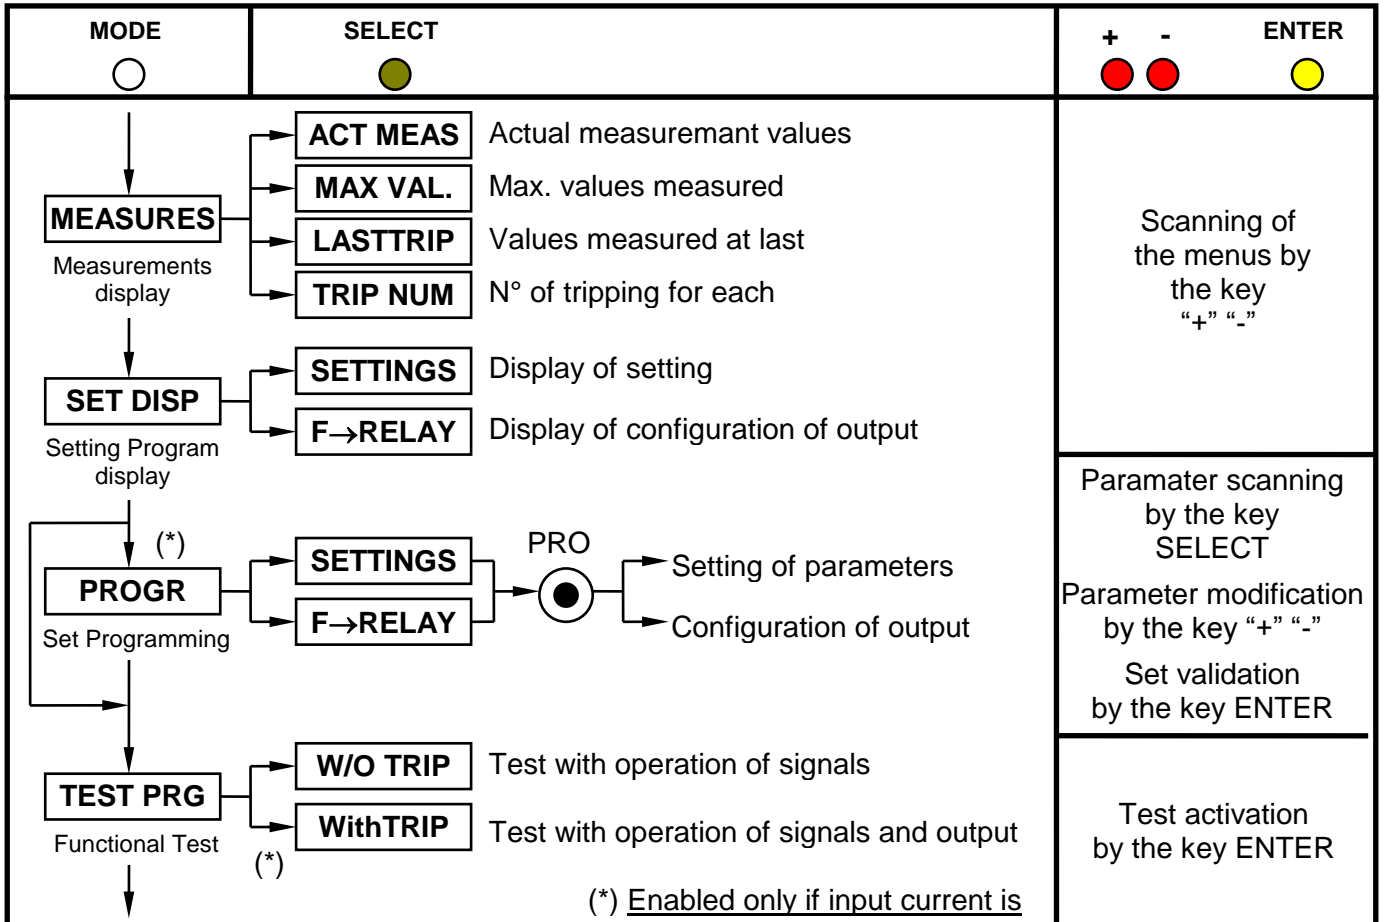 MODE
SELECT
+ -
ENTER
ACT MEAS Actual measuremant values
MAX VAL. Max. values measured
MEASURES
LASTTRIP Values measured at last
Measurements
display
TRIP NUM N° of tripping for each
Scanning of
the menus by
the key
“+” “-”
SETTINGS Display of setting
SET DISP
F→RELAY Display of configuration of output
Setting Program
display
(*)
SETTINGS
PRO
Setting of parameters
PROGR
F→RELAY
Configuration of output
Set Programming
Paramater scanning
by the key
SELECT
Parameter modification
by the key “+” “-”
Set validation
by the key ENTER
W/O TRIP Test with operation of signals
TEST PRG
WithTRIP Test with operation of signals and output
Functional Test
(*)
Test activation
by the key ENTER
(*) Enabled only if input current is